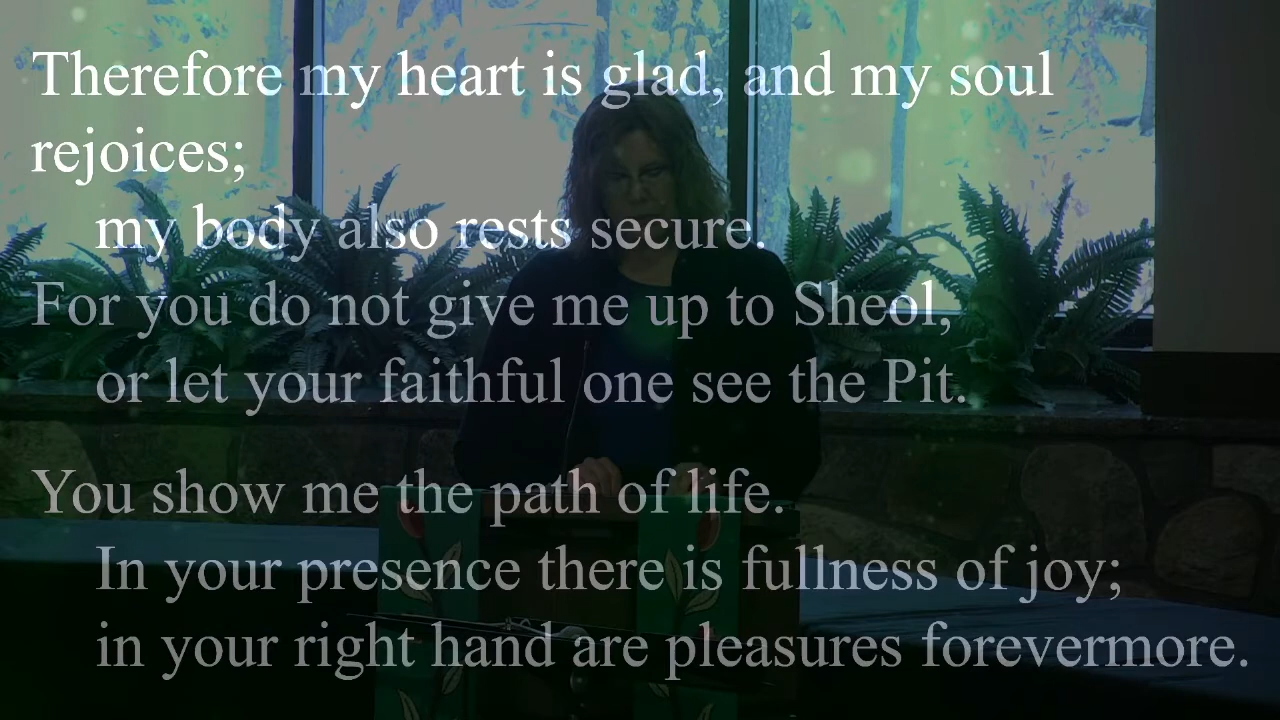 Therefore my heart is glad, and my soul
rejoices;
my body also rests secure.
For you do not give me up to Sheol,
or let your faithful one see the Pit.
You show me the path of life.
In your presence there is fullness of joy;
in your right hand are pleasures forevermore.